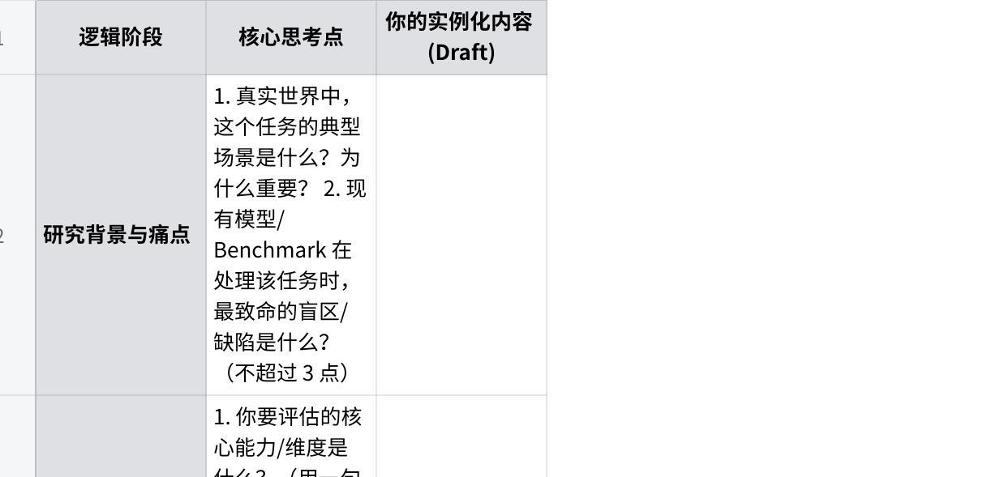 1
逻辑阶段
核心思考点
你的实例化内容
(Draft)
2
研究背景与痛点
1. 真实世界中，
这个任务的典型
场景是什么？为
什么重要？ 2. 现
有模型/
Benchmark 在
处理该任务时，
最致命的盲区/
缺陷是什么？
（不超过 3 点）
1. 你要评估的核
心能力/维度是
什么？（用一句